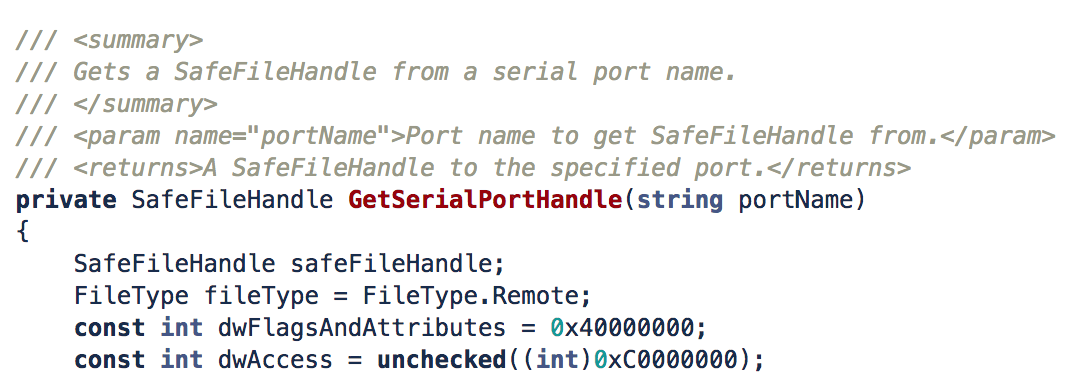 /// <summary>
/// Gets a SafeFileHandle from a serial port name.
/// </summary>
/// <param name="portName">Port name to get SafeFileHandle from.</param>
/// <returns>A SafeFileHandle to the specified port.</returns>
private SafeFileHandle GetSerialPortHandle(string portName)
{
    SafeFileHandle safeFileHandle;
    FileType fileType = FileType.Remote;
    const int dwFlagsAndAttributes = 0x40000000;
    const int dwAccess = unchecked((int)0xC0000000);